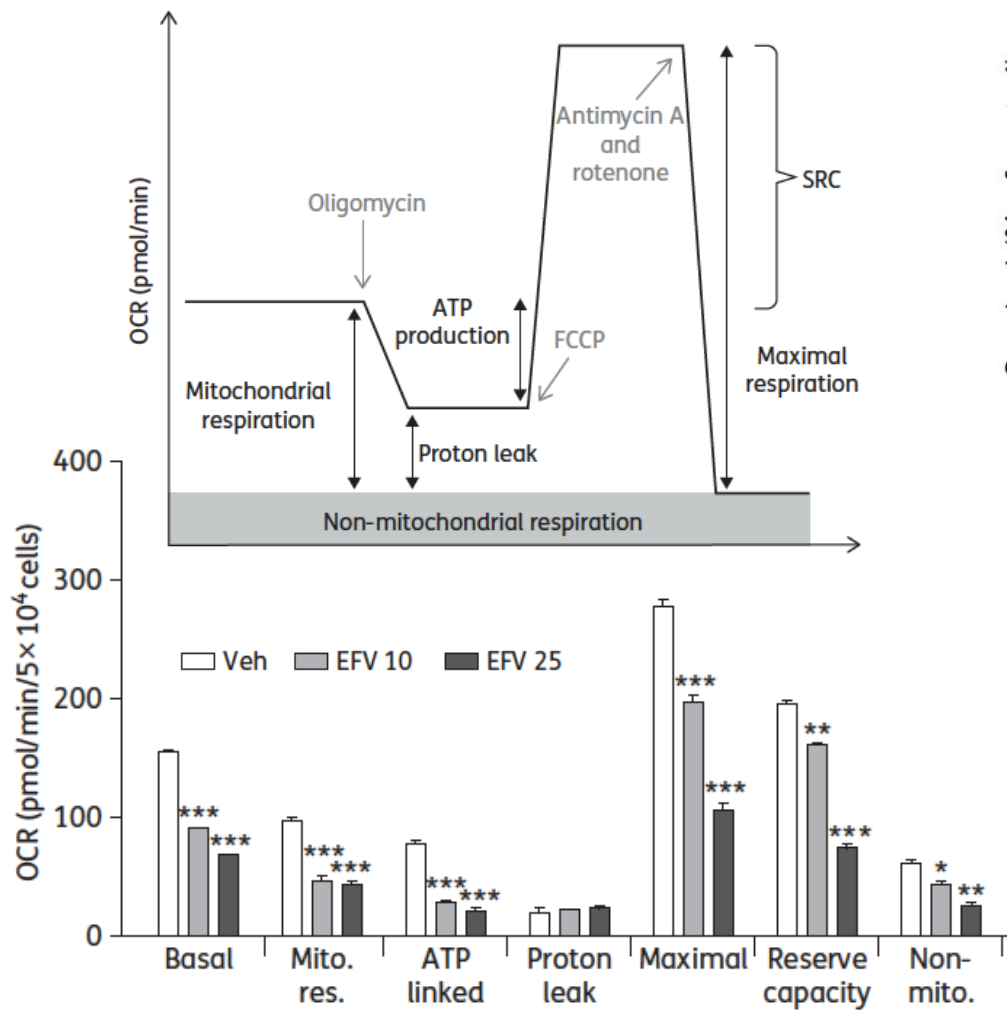 OCR (pmol/min)
Oligomycin
Mitochondrial
respiration
ATP
production
Proton leak
FCCP
Antimycin A
and
rotenone
SRC
Maximal
respiration
Non-mitochondrial respiration
OCR (pmol/min/5× 10⁴ cells)
400
300
200
100
0
Veh EFV 10 EFV 25
*** ***
*** ***
*** ***
*** ***
** ***
* **
Basal Mito. ATP Proton Maximal Reserve Non-
res. linked leak capacity mito.